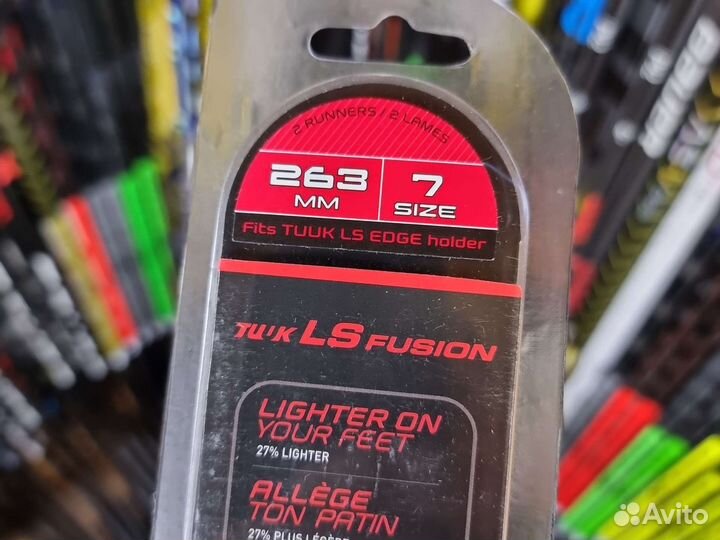 2 RUNNERS / 2 LAMES
263 7
MM SIZE
Fits TUUK LS EDGE holder
TUUK LS FUSION
LIGHTER ON
YOUR FEET
27% LIGHTER
ALLÈGE
TON PATIN
27% PLUS LÉGÈRE
Avito